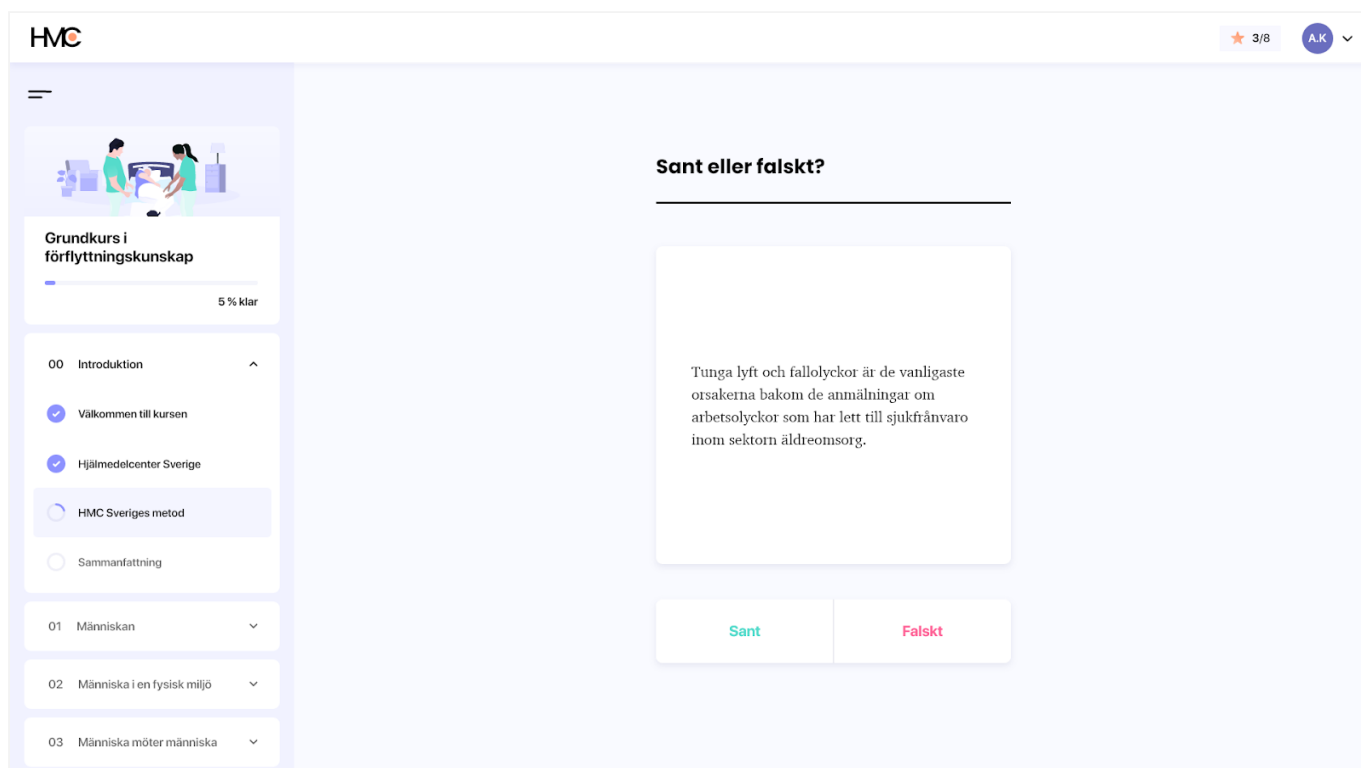 HMC
3/8
A.K
Grundkurs i
förflyttningskunskap
5 % klar
00 Introduktion
Välkommen till kursen
Hjälmedelcenter Sverige
HMC Sveriges metod
Sammanfattning
01 Människan
02 Människa i en fysisk miljö
03 Människa möter människa
Sant eller falskt?
Tunga lyft och fallolyckor är de vanligaste
orsakerna bakom de anmälningar om
arbetsolyckor som har lett till sjukfrånvaro
inom sektorn äldreomsorg.
Sant
Falskt